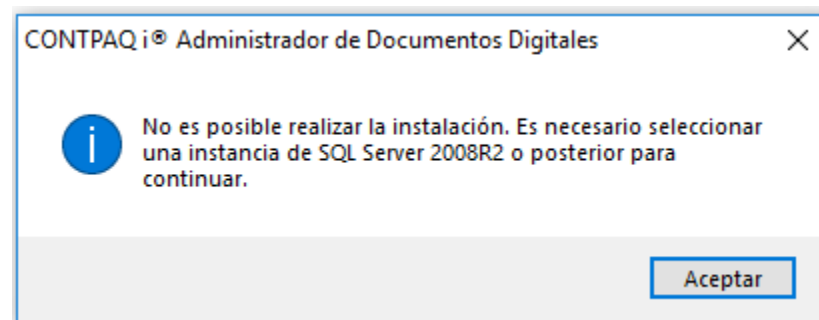 CONTPAQ i® Administrador de Documentos Digitales
No es posible realizar la instalación. Es necesario seleccionar
una instancia de SQL Server 2008R2 o posterior para
continuar.
Aceptar